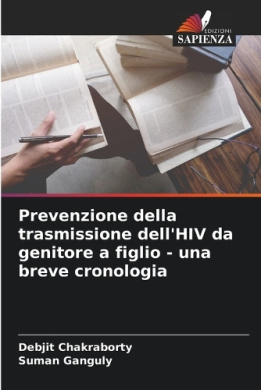 EDIZIONI
SAPIENZA
Prevenzione della
trasmissione dell'HIV da
genitore a figlio - una
breve cronologia
Debjit Chakraborty
Suman Ganguly